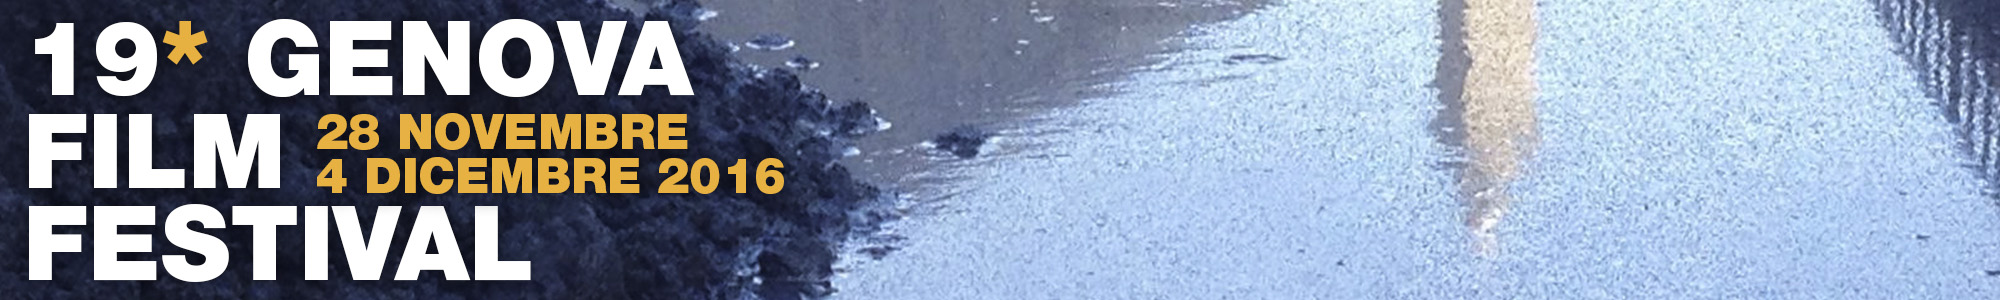 19* GENOVA
FILM
28 NOVEMBRE
4 DICEMBRE 2016
FESTIVAL